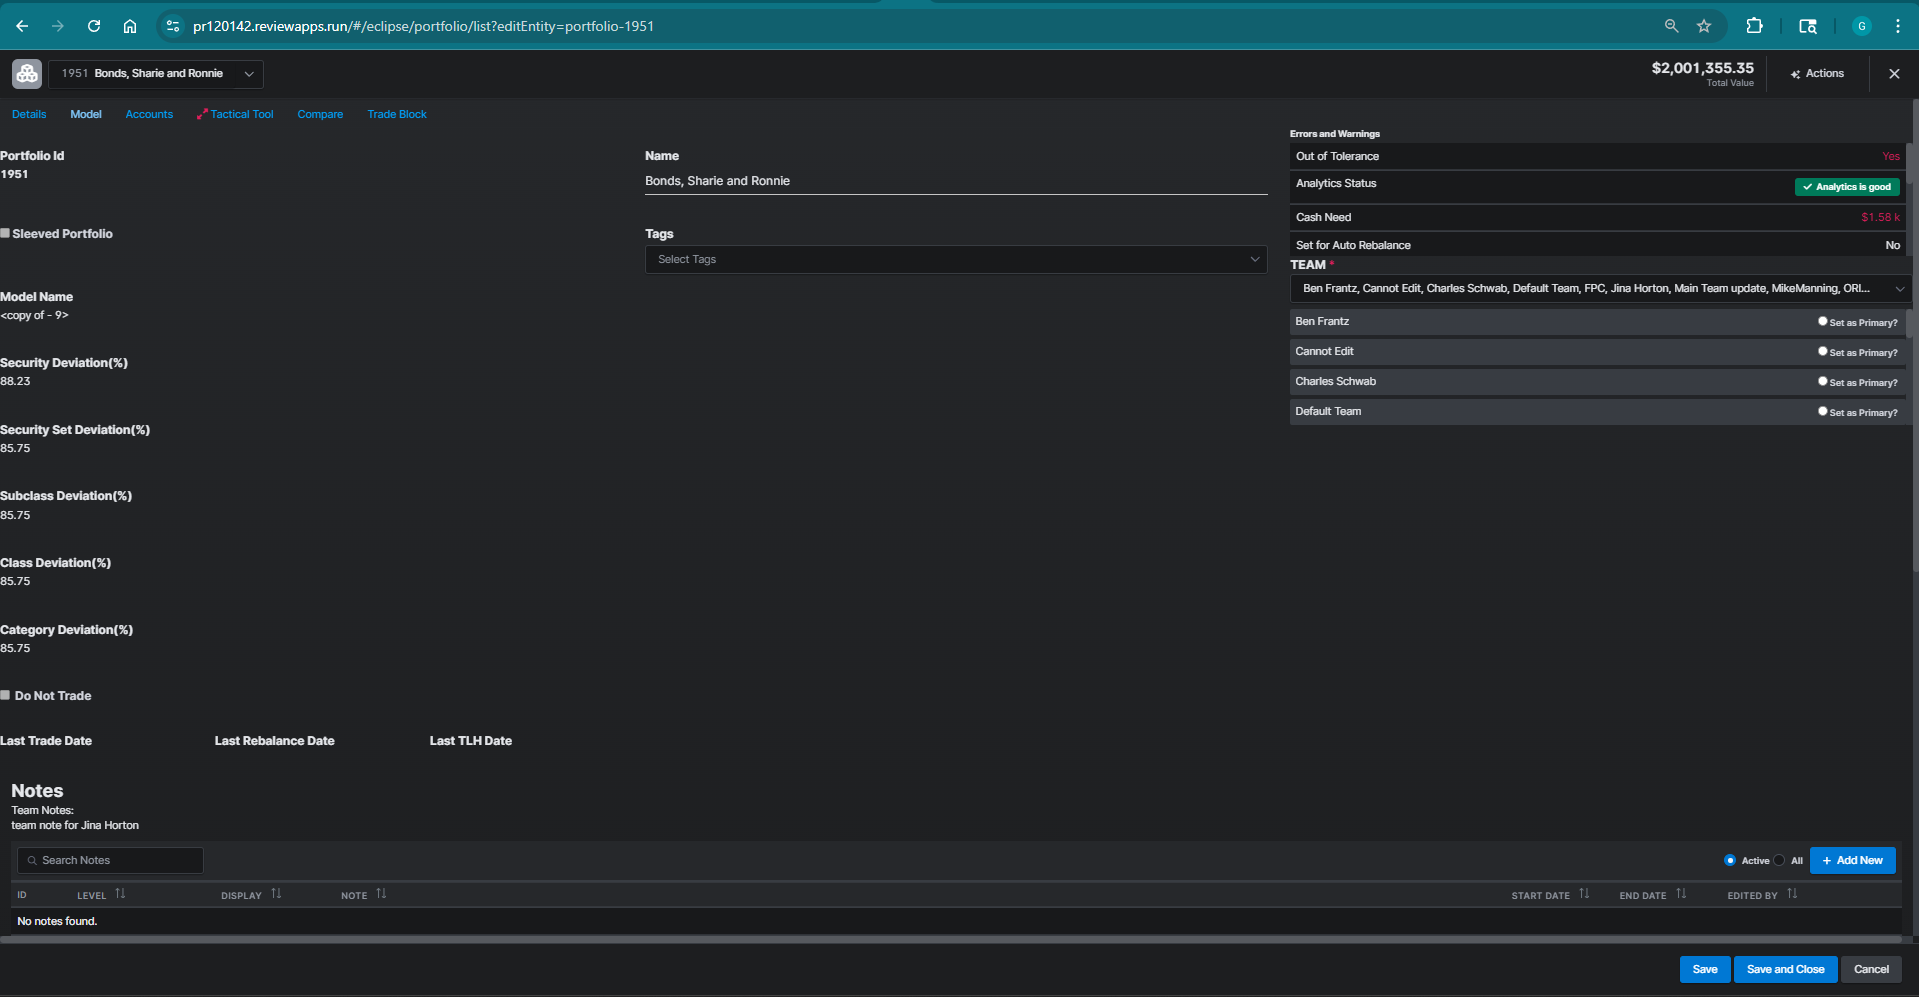 pr120142.reviewapps.run/#/eclipse/portfolio/list?editEntity=portfolio-1951
G
1951 Bonds, Sharie and Ronnie
$2,001,355.35
Total Value
Actions
Details Model Accounts Tactical Tool Compare Trade Block
Portfolio Id
1951
Name
Bonds, Sharie and Ronnie
Sleeved Portfolio
Tags
Select Tags
Model Name
<copy of - 9>
Security Deviation(%)
88.23
Security Set Deviation(%)
85.75
Subclass Deviation(%)
85.75
Class Deviation(%)
85.75
Category Deviation(%)
85.75
Do Not Trade
Last Trade Date Last Rebalance Date Last TLH Date
Errors and Warnings
Out of Tolerance Yes
Analytics Status Analytics is good
Cash Need $1.58 k
Set for Auto Rebalance No
TEAM *
Ben Frantz, Cannot Edit, Charles Schwab, Default Team, FPC, Jina Horton, Main Team update, MikeManning, ORI...
Ben Frantz Set as Primary?
Cannot Edit Set as Primary?
Charles Schwab Set as Primary?
Default Team Set as Primary?
Notes
Team Notes:
team note for Jina Horton
Search Notes Active All + Add New
ID LEVEL DISPLAY NOTE START DATE END DATE EDITED BY
No notes found.
Save Save and Close Cancel